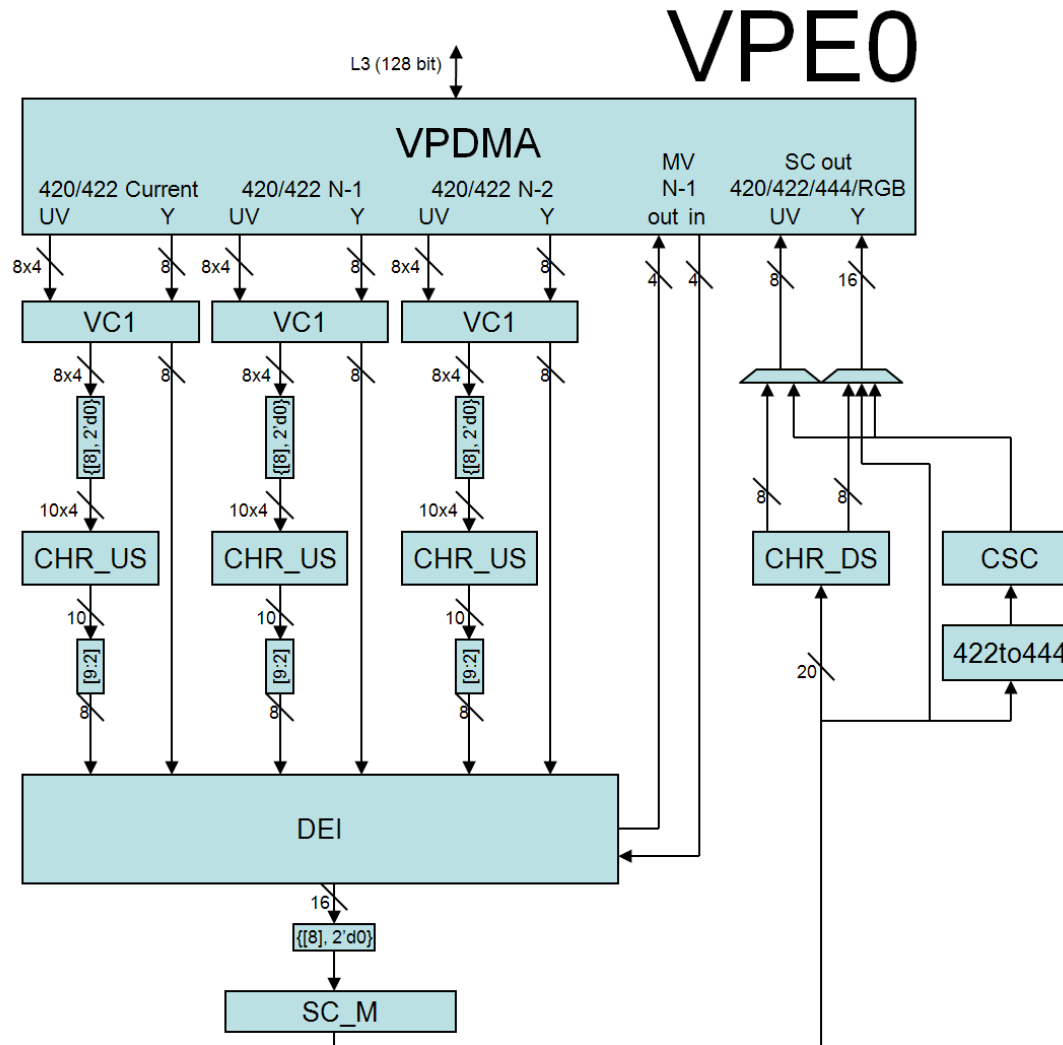 VPE0
L3 (128 bit)
VPDMA
MV SC out
420/422 Current 420/422 N-1 420/422 N-2 N-1 420/422/444/RGB
UV Y UV Y UV Y out in UV Y
8x4 8 8x4 8 8x4 8 4 4 8 16
VC1 VC1 VC1
8x4 8 8x4 8 8x4 8
{[8], 2'd0} {[8], 2'd0} {[8], 2'd0}
10x4 10x4 10x4 8 8
CHR_US CHR_US CHR_US CHR_DS CSC
10 10 10
[9:2] [9:2] [9:2] 20 422to444
8 8 8
DEI
16
{[8], 2'd0}
SC_M